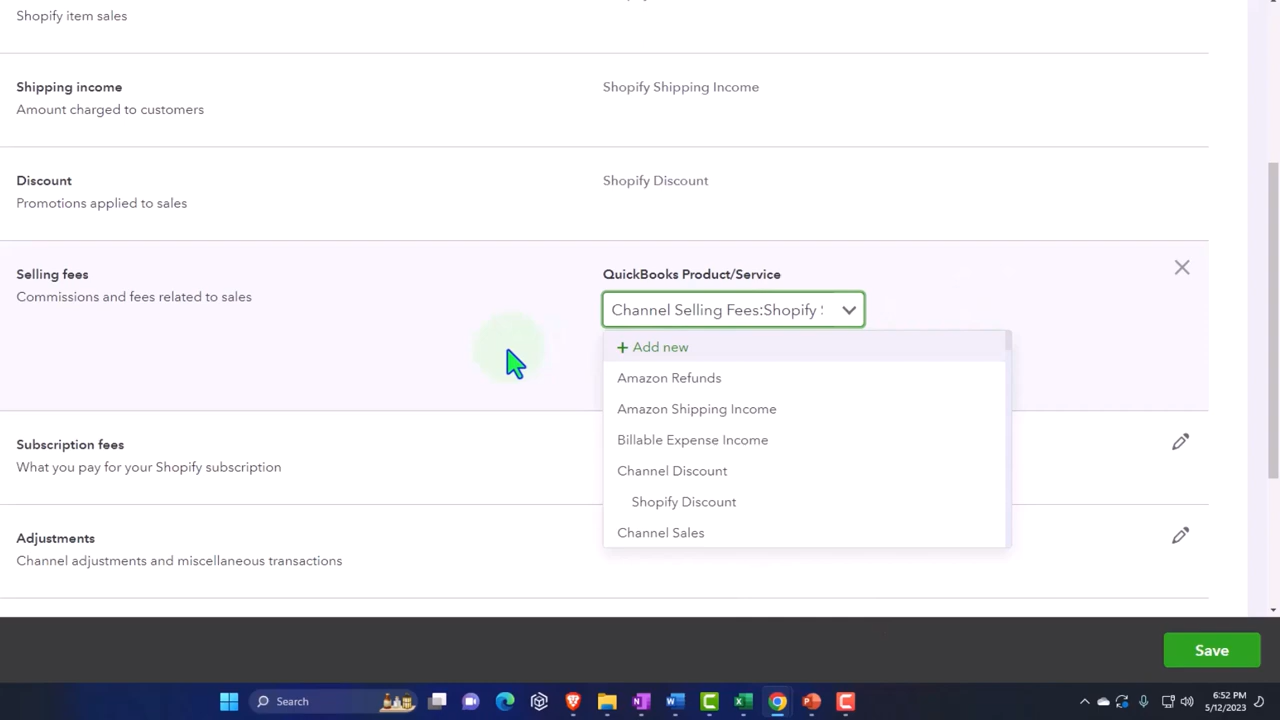 Shopify item sales
Shipping income
Shopify Shipping Income
Amount charged to customers
Discount
Shopify Discount
Promotions applied to sales
Selling fees
QuickBooks Product/Service
Commissions and fees related to sales
Channel Selling Fees:Shopify
+ Add new
Amazon Refunds
Amazon Shipping Income
Billable Expense Income
Channel Discount
Shopify Discount
Channel Sales
Subscription fees
What you pay for your Shopify subscription
Adjustments
Channel adjustments and miscellaneous transactions
Save
Search
6:52 PM
5/12/2023